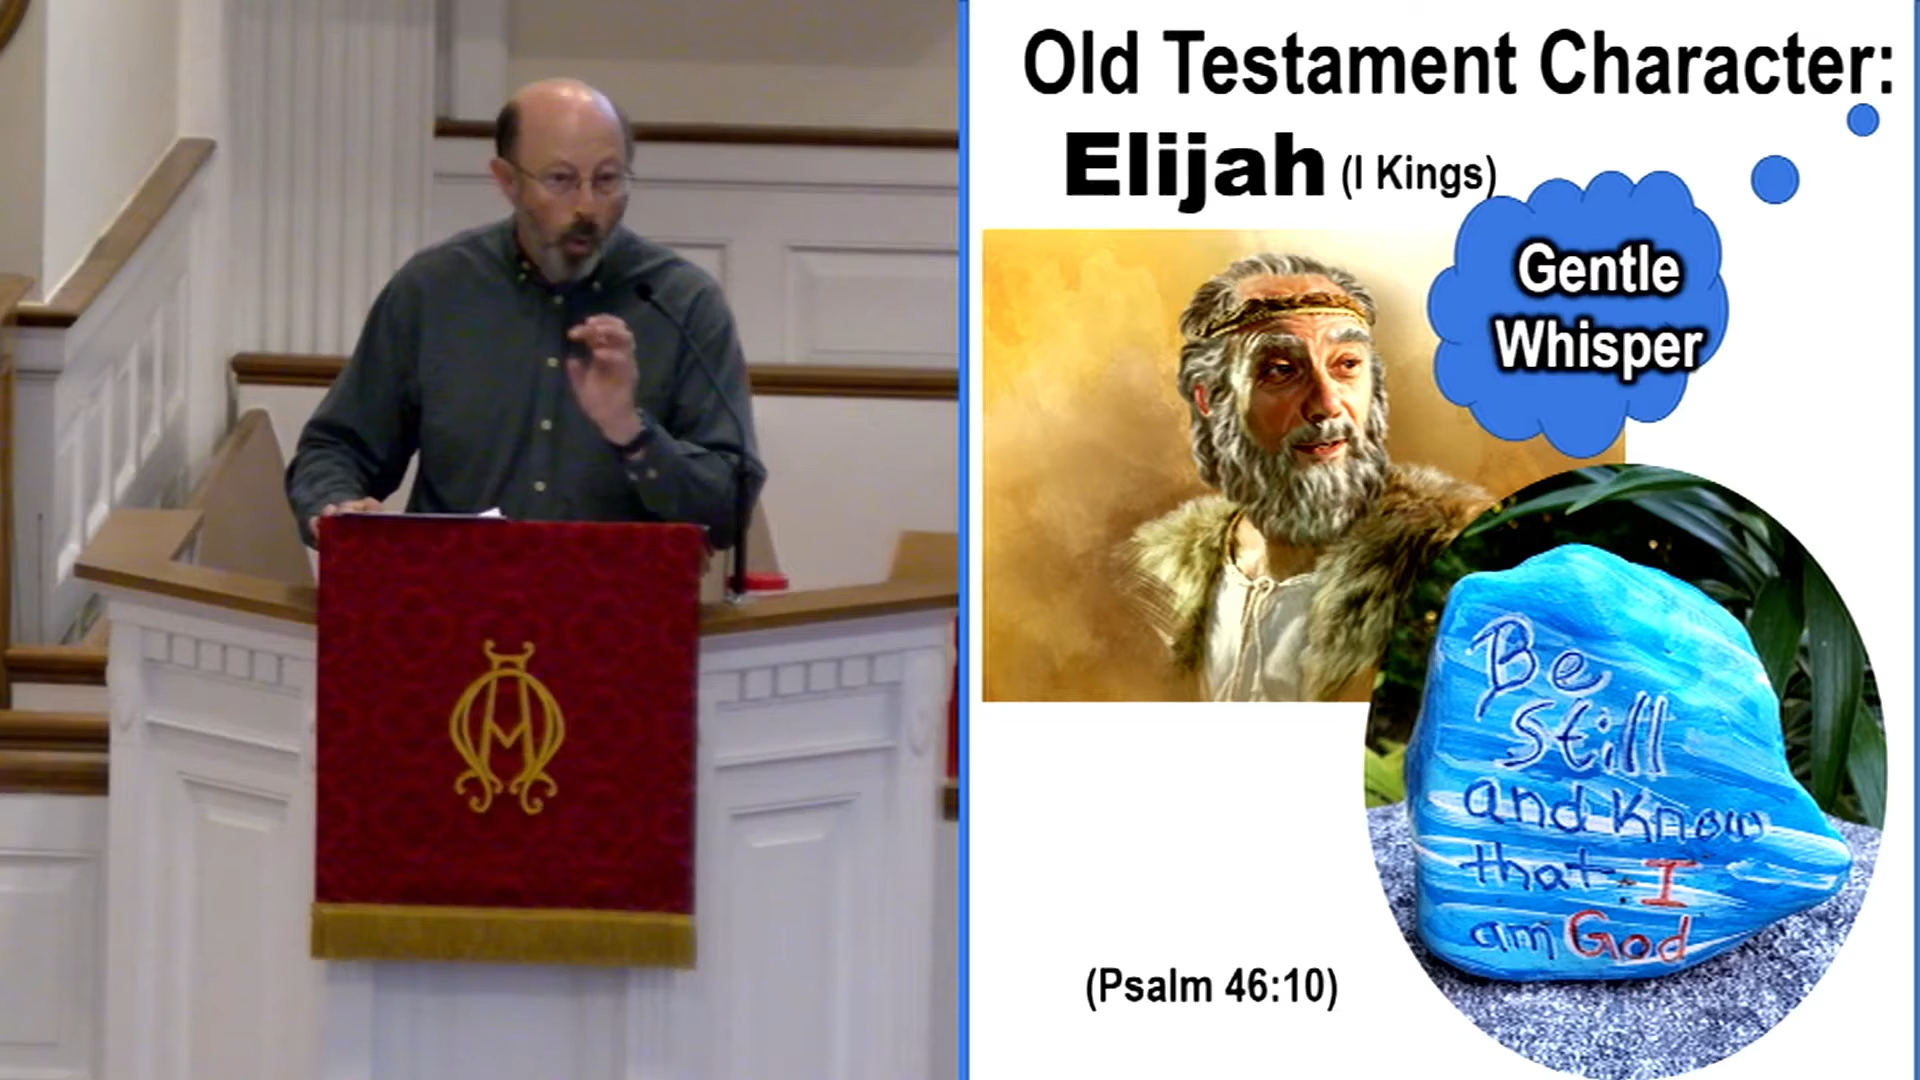 Old Testament Character:
Elijah (I Kings)
Gentle
Whisper
Be
Still
and Know
that I
am God
(Psalm 46:10)